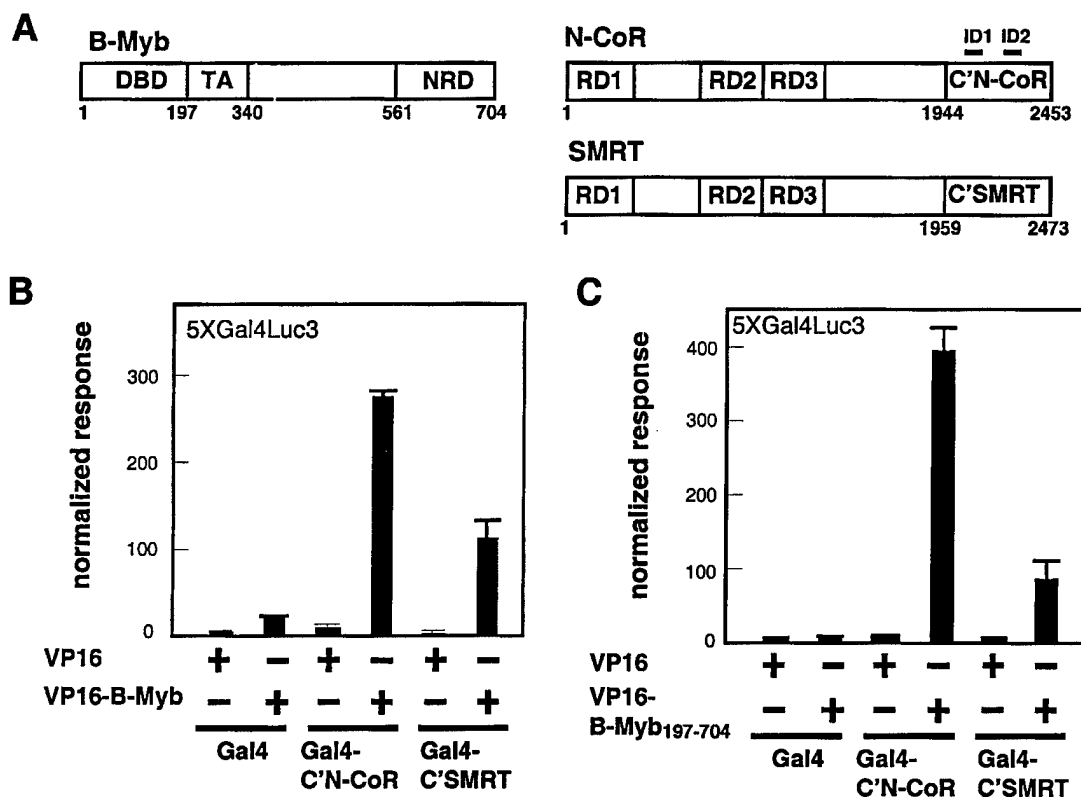 A
B-Myb
DBD TA NRD
1 197 340 561 704
N-CoR
ID1 ID2
RD1 RD2 RD3 C'N-CoR
1 1944 2453
SMRT
RD1 RD2 RD3 C'SMRT
1 1959 2473
B
5XGal4Luc3
normalized response
300
200
100
0
VP16 + - + - + -
VP16-B-Myb - + - + - +
Gal4 Gal4- Gal4-
C'N-CoR C'SMRT
C
5XGal4Luc3
normalized response
400
300
200
100
0
VP16 + - + - + -
VP16-
B-Myb197-704 - + - + - +
Gal4 Gal4- Gal4-
C'N-CoR C'SMRT